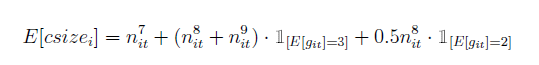 E[csize_i] = n_{it}^7 + (n_{it}^8 + n_{it}^9) · 𝟙_{[E[g_{it}]=3]} + 0.5n_{it}^8 · 𝟙_{[E[g_{it}]=2]}